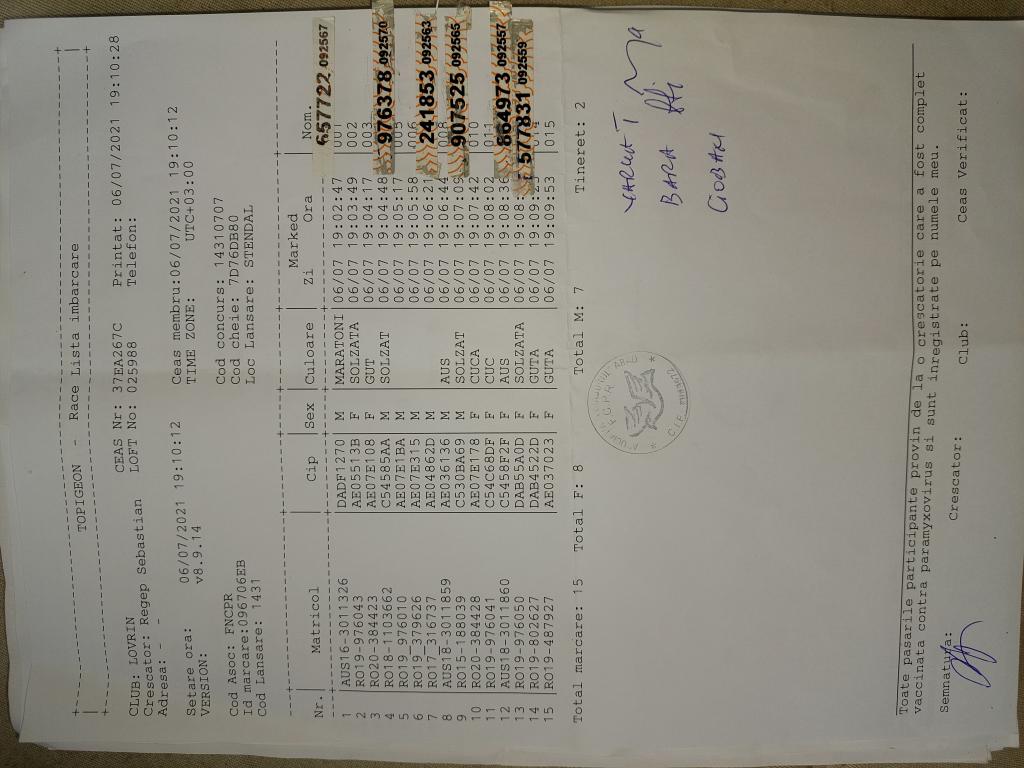 TOPIGEON - Race Lista imbarcare
CEAS Nr: 37EA267C Printat: 06/07/2021 19:10:28
CLUB: LOVRIN LOFT No: 025988 Telefon:
Crescator: Regep Sebastian
Adresa: - -
Setare ora: 06/07/2021 19:10:12 Ceas membru:06/07/2021 19:10:12
VERSION: v8.9.14 TIME ZONE: UTC+03:00
Cod Asoc: FNCPR Cod concurs: 14310707
Id marcare:096706EB Cod cheie: 7D76DB80
Cod Lansare: 1431 Loc Lansare: STENDAL
Marked
Nr. Matricol Cip Sex Culoare Zi Ora Nom.
1 AUS16-3011326 DADF1270 M MARATONI 06/07 19:02:47 001 657722 092567
2 RO19-976043 AE05513B F SOLZATA 06/07 19:03:49 002
3 RO20-384423 AE07E108 F GUT 06/07 19:04:17 003
4 RO18-1103662 C54585AA M SOLZAT 06/07 19:04:48 976378 092570
5 RO19-976010 AE07E1BA M 06/07 19:05:17 005
6 RO19-379626 AE07E315 M 06/07 19:05:58 006
7 RO17-316737 AE04862D M 06/07 19:06:21 241853 092563
8 AUS18-3011859 AE036136 M AUS 06/07 19:06:44 008
9 RO15-188039 C530BA69 M SOLZAT 06/07 19:07:09 907525 092565
10 RO20-384428 AE07E178 F CUCA 06/07 19:07:42 010
11 RO19-976041 C54C68DF F CUC 06/07 19:08:02 011
12 AUS18-3011860 C5458F2F F AUS 06/07 19:08:36 864973 092557
13 RO19-976050 DAB55A0D F SOLZATA 06/07 19:08: 577831 092559
14 RO19-802627 DAB4522D F GUTA 06/07 19:09: 014
15 RO19-487927 AE037023 F GUTA 06/07 19:09:53 015
Total marcare: 15 Total F: 8 Total M: 7 Tineret: 2
BARA
CIOBAN
Toate pasarile participante provin de la o crescatorie care a fost complet
vaccinata contra paramyxovirus si sunt inregistrate pe numele meu.
Semnatura: Crescator: Club: Ceas Verificat: